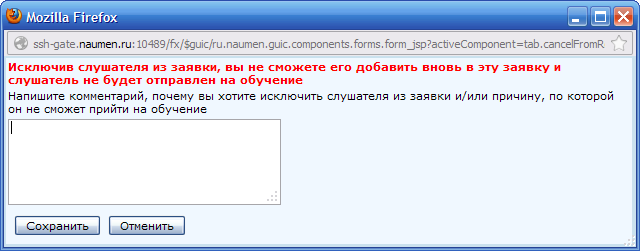 Mozilla Firefox
ssh-gate.naumen.ru:10489/fx/$guic/ru.naumen.guic.components.forms.form_jsp?activeComponent=tab.cancelFromR
Исключив слушателя из заявки, вы не сможете его добавить вновь в эту заявку и
слушатель не будет отправлен на обучение
Напишите комментарий, почему вы хотите исключить слушателя из заявки и/или причину, по которой
он не сможет прийти на обучение
Сохранить Отменить